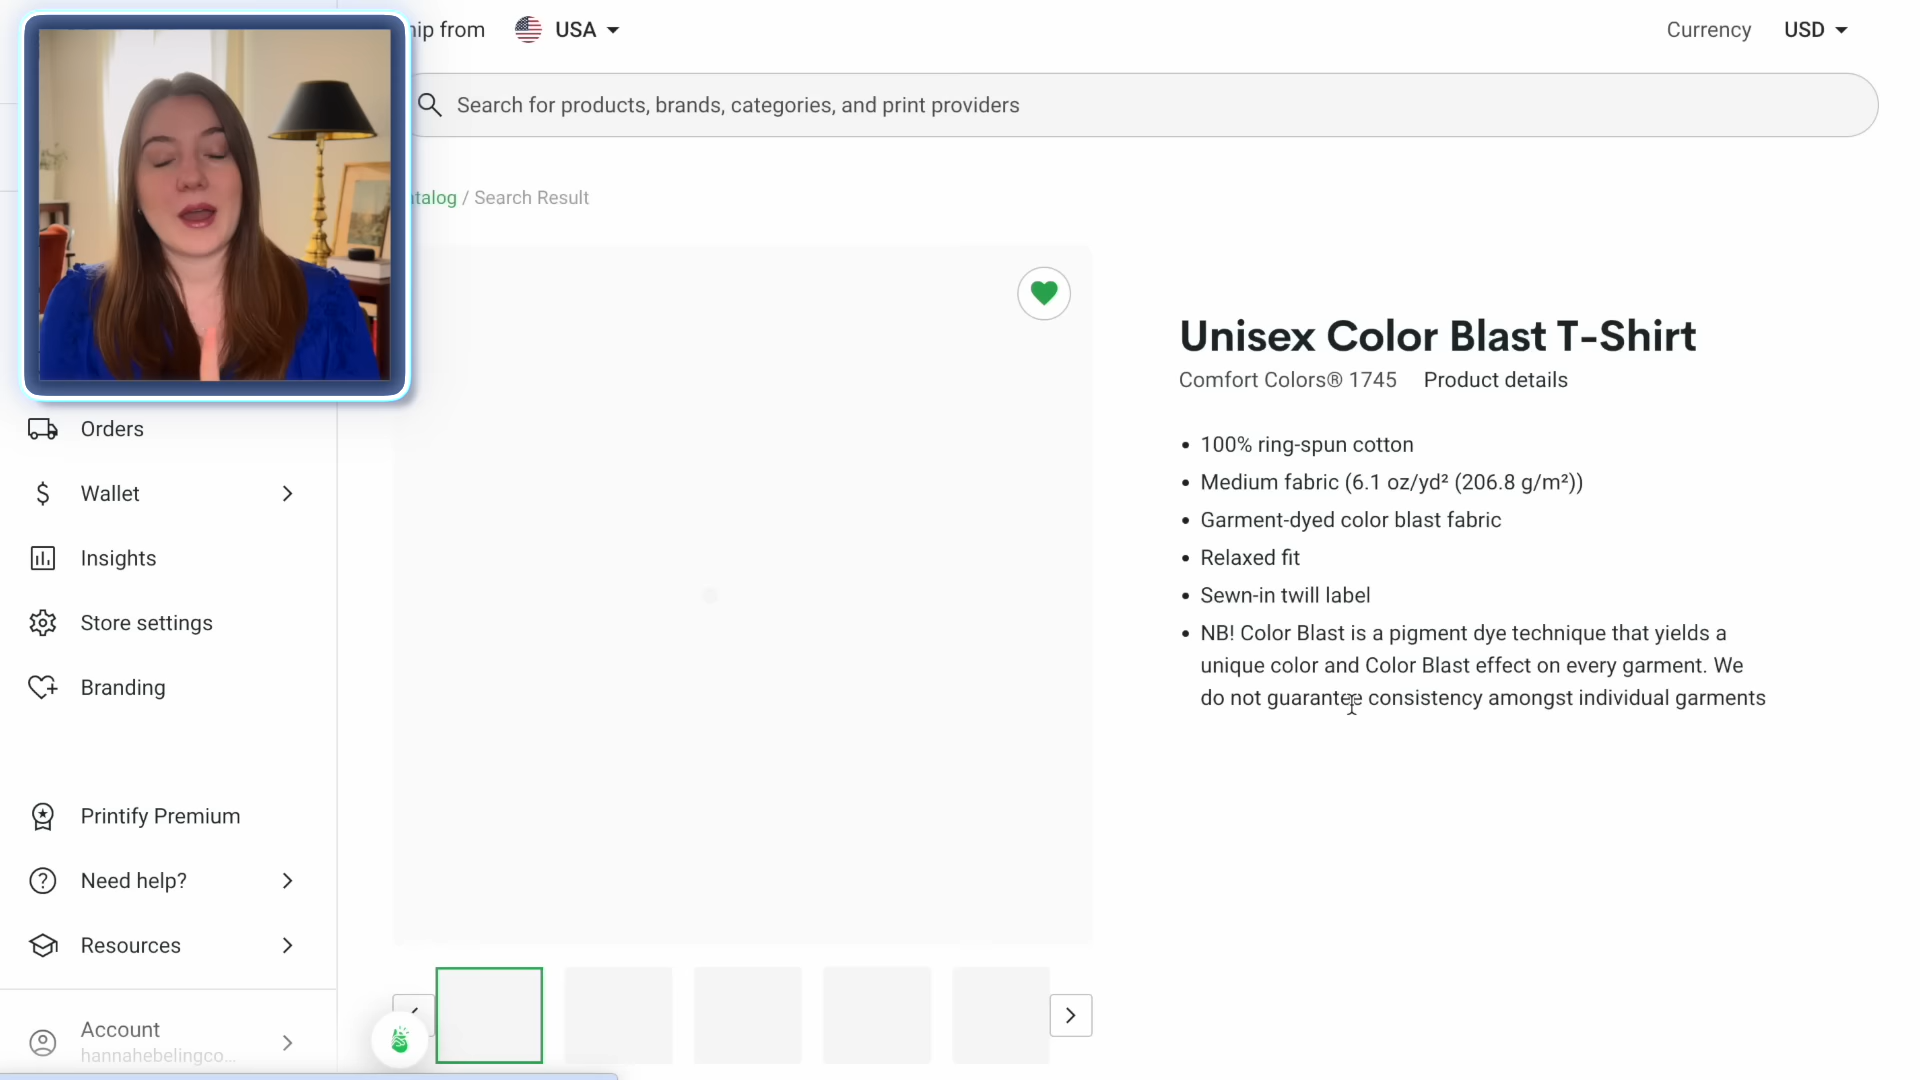 ip from
USA
Currency
USD
Search for products, brands, categories, and print providers
talog / Search Result
Unisex Color Blast T-Shirt
Comfort Colors® 1745
Product details
• 100% ring-spun cotton
• Medium fabric (6.1 oz/yd² (206.8 g/m²))
• Garment-dyed color blast fabric
• Relaxed fit
• Sewn-in twill label
• NB! Color Blast is a pigment dye technique that yields a
unique color and Color Blast effect on every garment. We
do not guarantee consistency amongst individual garments
Orders
Wallet
Insights
Store settings
Branding
Printify Premium
Need help?
Resources
Account
hannahebelingco...